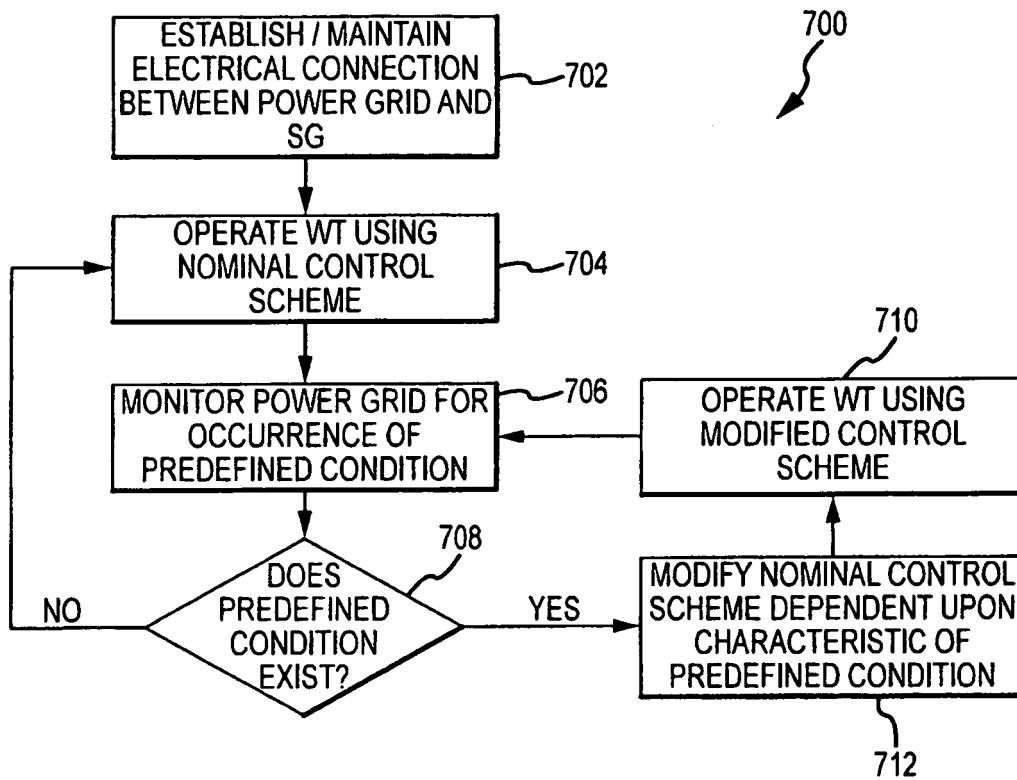 700
ESTABLISH / MAINTAIN
ELECTRICAL CONNECTION
BETWEEN POWER GRID AND
SG
702
OPERATE WT USING
NOMINAL CONTROL
SCHEME
704
MONITOR POWER GRID FOR
OCCURRENCE OF
PREDEFINED CONDITION
706
DOES
PREDEFINED
CONDITION
EXIST?
708
NO
YES
710
OPERATE WT USING
MODIFIED CONTROL
SCHEME
MODIFY NOMINAL CONTROL
SCHEME DEPENDENT UPON
CHARACTERISTIC OF
PREDEFINED CONDITION
712